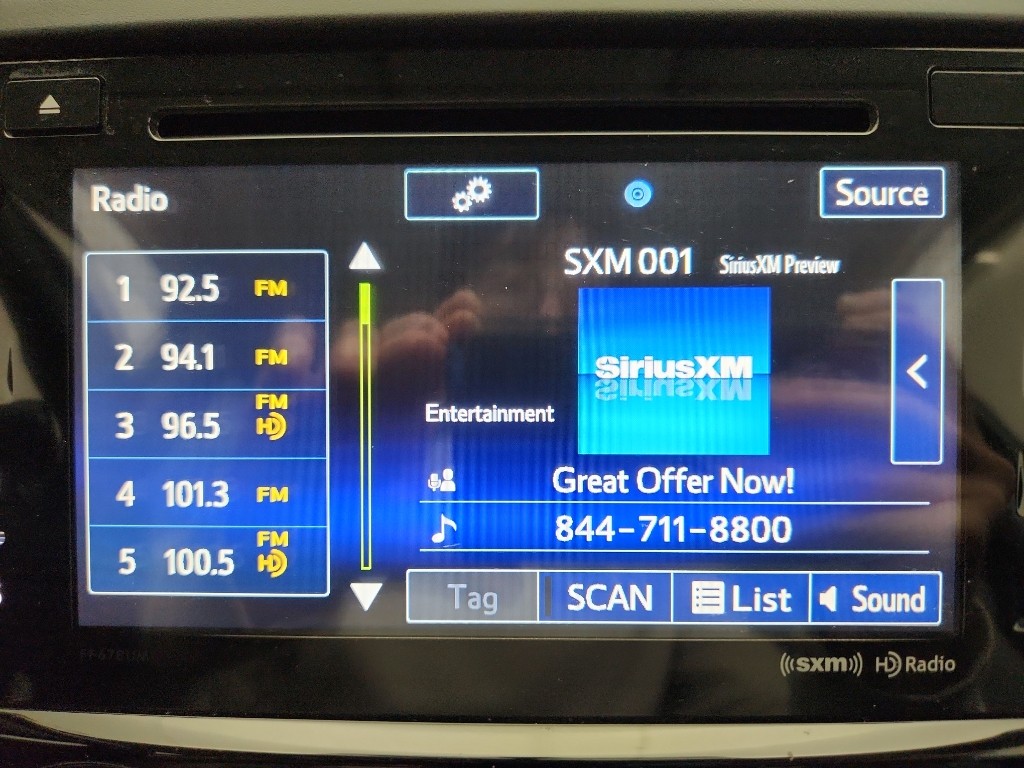 Radio
Source
SXM 001 SiriusXM Preview
1 92.5 FM
2 94.1 FM
3 96.5 FM HD
4 101.3 FM
5 100.5 FM HD
SiriusXM
Entertainment
Great Offer Now!
844-711-8800
Tag SCAN List Sound
((sxm)) HD Radio